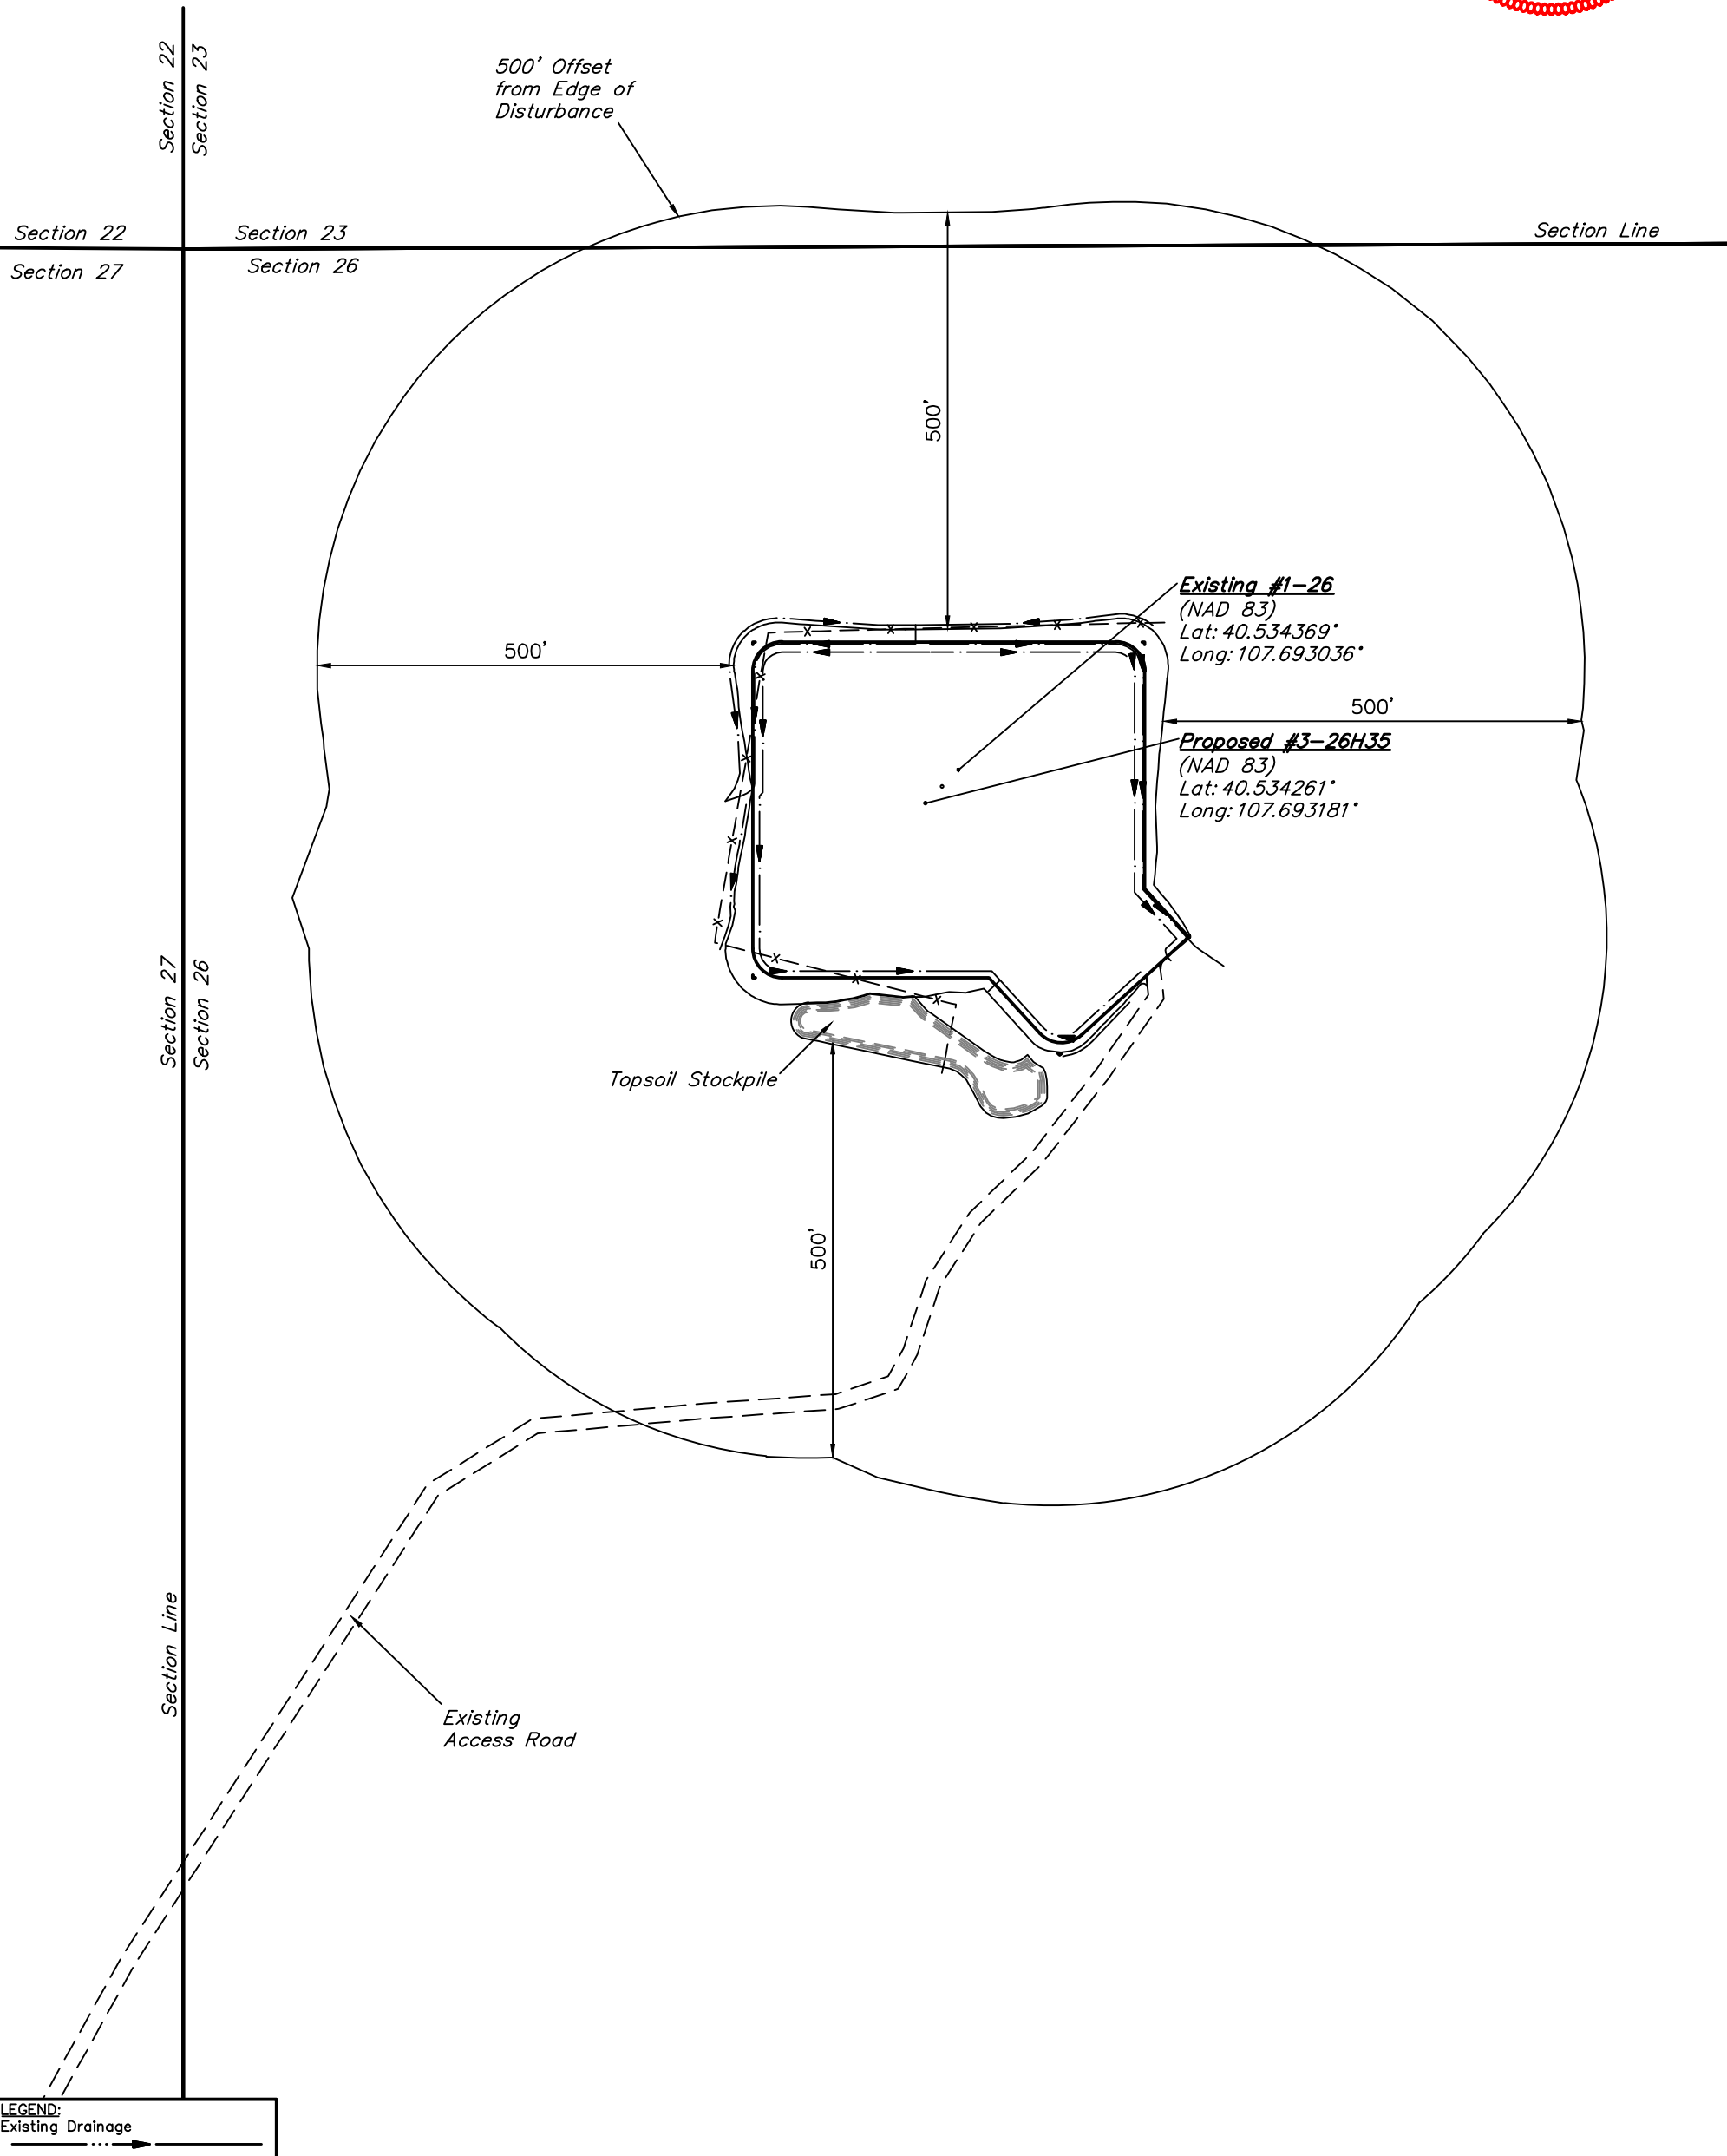 Section 22
Section 23
500' Offset
from Edge of
Disturbance
Section 22
Section 23
Section Line
Section 27
Section 26
500'
Existing #1-26
(NAD 83)
Lat: 40.534369°
Long: 107.693036°
500'
500'
Proposed #3-26H35
(NAD 83)
Lat: 40.534261°
Long: 107.693181°
Section 27
Section 26
Topsoil Stockpile
500'
Section Line
Existing
Access Road
LEGEND:
Existing Drainage